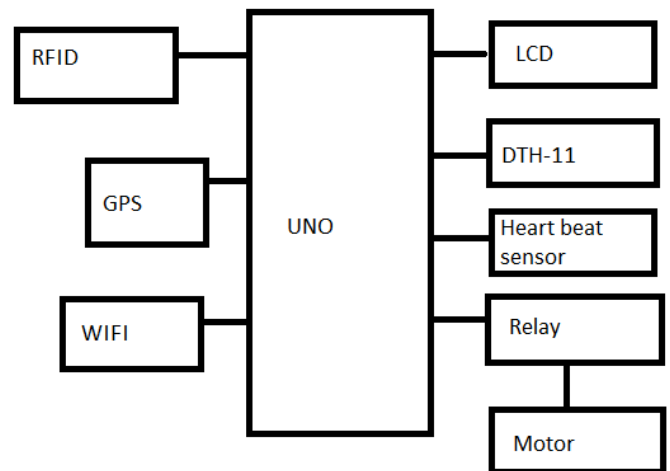 RFID
LCD
DTH-11
GPS
UNO
Heart beat
sensor
WIFI
Relay
Motor